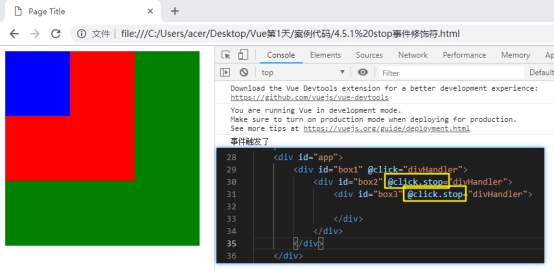 Page Title
文件 | file:///C:/Users/acer/Desktop/Vue第1天/案例代码/4.5.1%20stop事件修饰符.html
Elements Console Sources Network
top Filter Default
Download the Vue Devtools extension for a better development experience:
https://github.com/vuejs/vue-devtools
You are running Vue in development mode.
Make sure to turn on production mode when deploying for production.
See more tips at https://vuejs.org/guide/deployment.html
事件触发了
28 <div id="app">
29 <div id="box1" @click="divHandler">
30 <div id="box2" @click.stop="divHandler">
31 <div id="box3" @click.stop="divHandler">
32
33 </div>
34 </div>
35 </div>
36 </div>